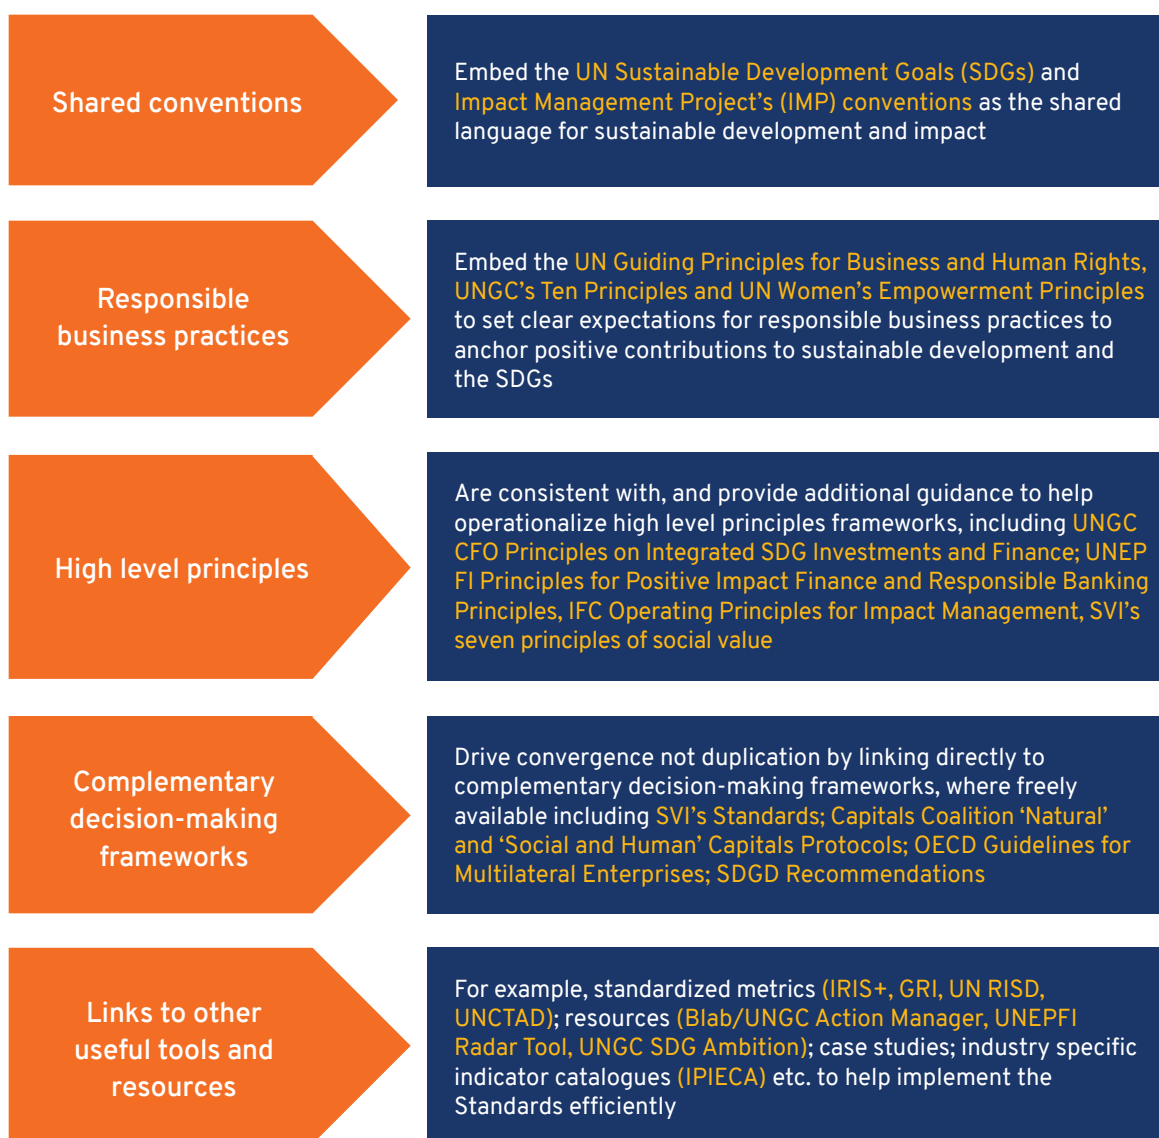 Shared conventions
Embed the UN Sustainable Development Goals (SDGs) and
Impact Management Project’s (IMP) conventions as the shared
language for sustainable development and impact
Responsible
business practices
Embed the UN Guiding Principles for Business and Human Rights,
UNGC’s Ten Principles and UN Women’s Empowerment Principles
to set clear expectations for responsible business practices to
anchor positive contributions to sustainable development and
the SDGs
High level principles
Are consistent with, and provide additional guidance to help
operationalize high level principles frameworks, including UNGC
CFO Principles on Integrated SDG Investments and Finance; UNEP
FI Principles for Positive Impact Finance and Responsible Banking
Principles, IFC Operating Principles for Impact Management, SVI’s
seven principles of social value
Complementary
decision-making
frameworks
Drive convergence not duplication by linking directly to
complementary decision-making frameworks, where freely
available including SVI’s Standards; Capitals Coalition ‘Natural’
and ‘Social and Human’ Capitals Protocols; OECD Guidelines for
Multilateral Enterprises; SDGD Recommendations
Links to other
useful tools and
resources
For example, standardized metrics (IRIS+, GRI, UN RISD,
UNCTAD); resources (Blab/UNGC Action Manager, UNEPFI
Radar Tool, UNGC SDG Ambition); case studies; industry specific
indicator catalogues (IPIECA) etc. to help implement the
Standards efficiently